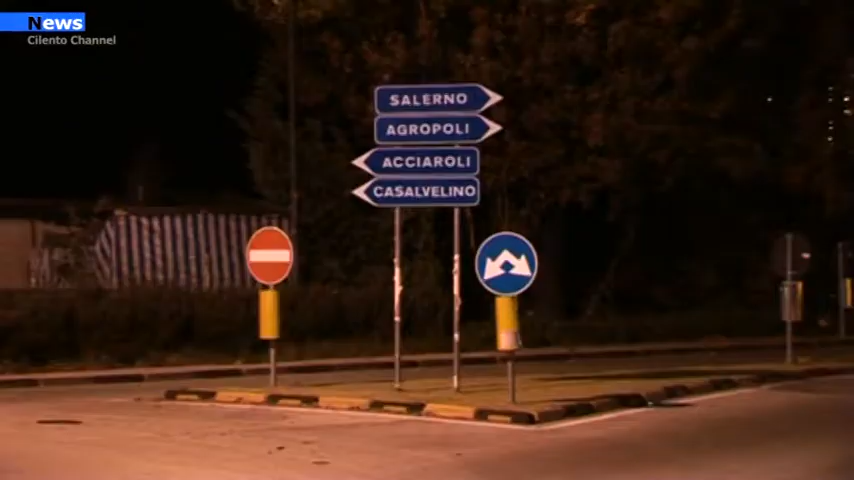 News
Cilento Channel
SALERNO
AGROPOLI
ACCIAROLI
CASALVELINO